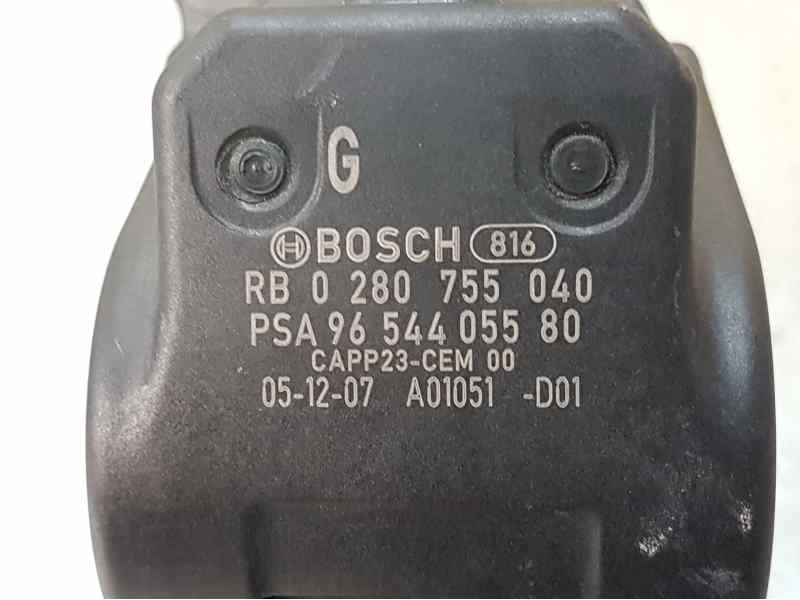 G
BOSCH 816
RB 0 280 755 040
PSA 96 544 055 80
CAPP23-CEM 00
05-12-07 A01051 -D01